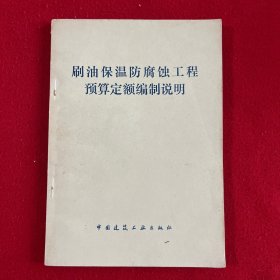 刷油保温防腐蚀工程
预算定额编制说明
中国建筑工业出版社